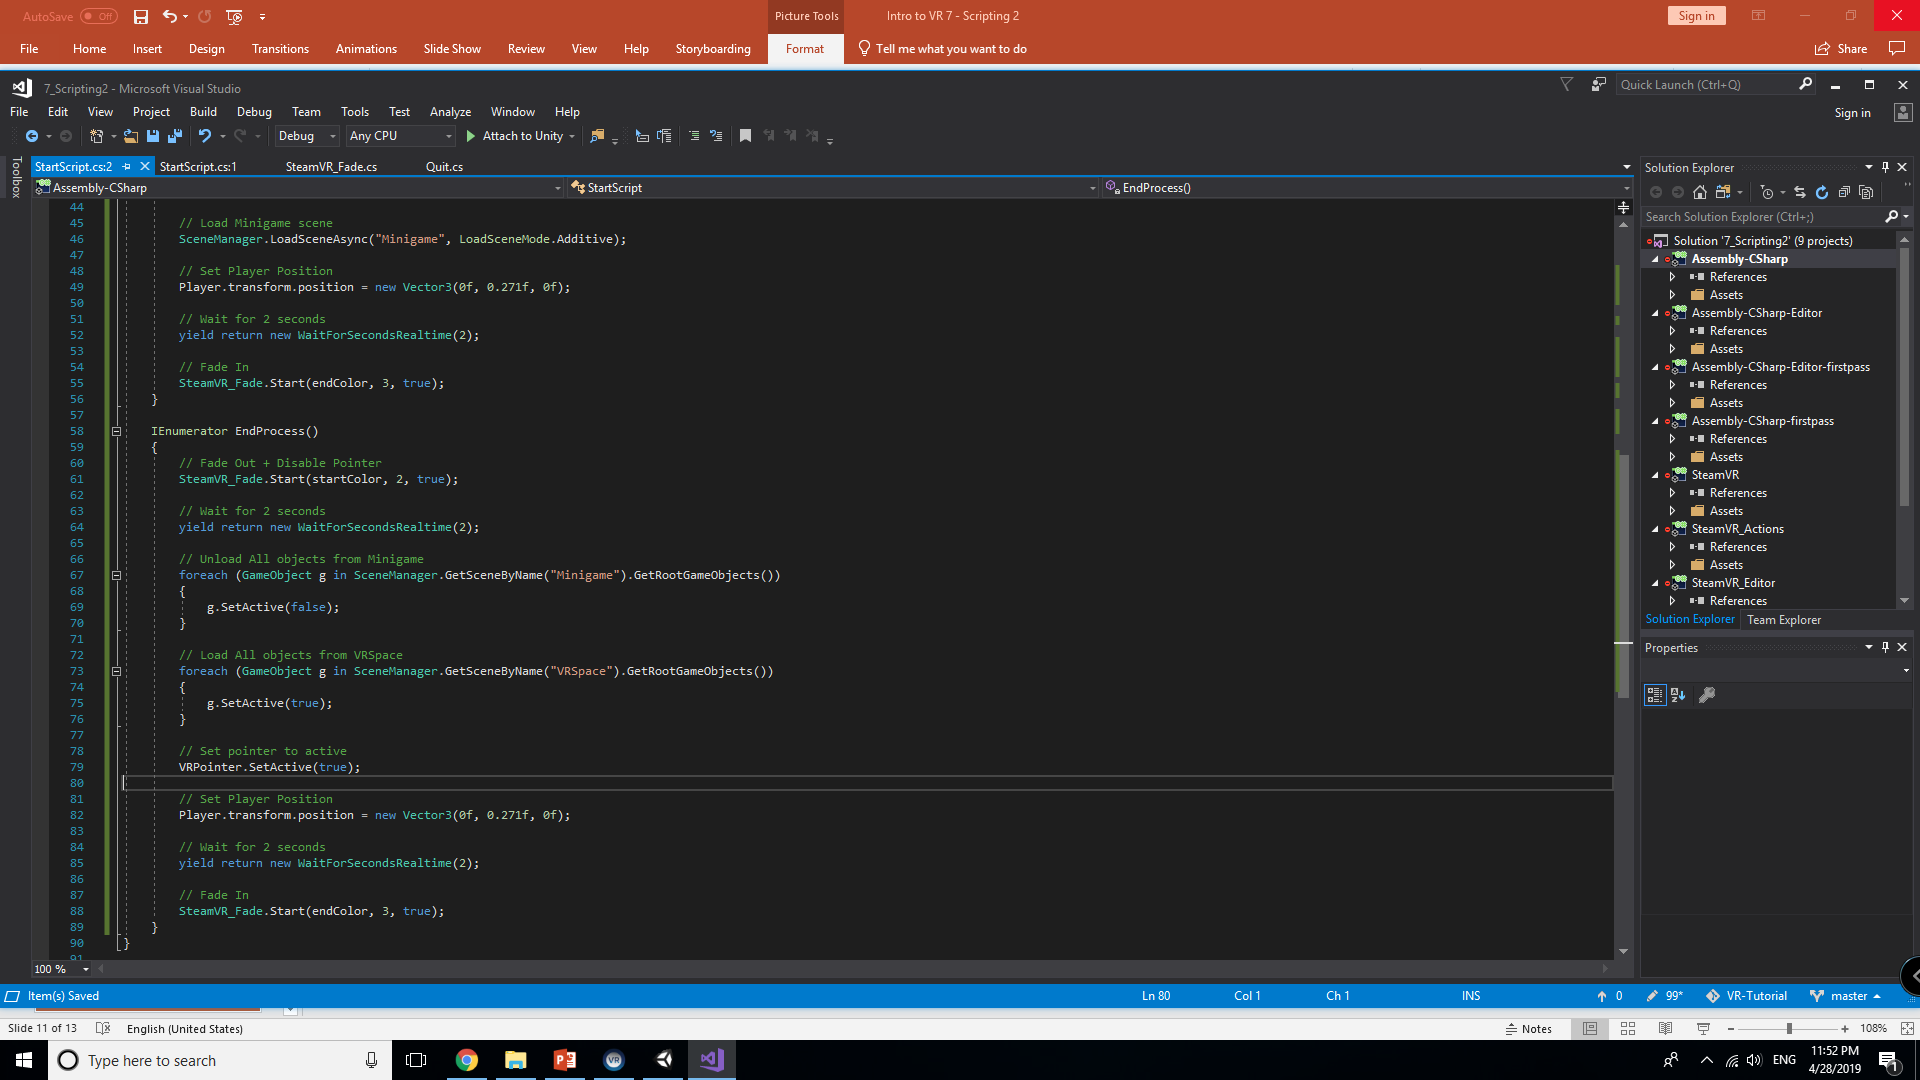 AutoSave Off Picture Tools Intro to VR 7 - Scripting 2 Sign in
File Home Insert Design Transitions Animations Slide Show Review View Help Storyboarding Format Tell me what you want to do Share
7_Scripting2 - Microsoft Visual Studio Quick Launch (Ctrl+Q)
File Edit View Project Build Debug Team Tools Test Analyze Window Help Sign in
Debug Any CPU Attach to Unity
Toolbox
StartScript.cs:2 StartScript.cs:1 SteamVR_Fade.cs Quit.cs
Assembly-CSharp StartScript EndProcess()
44
45 // Load Minigame scene
46 SceneManager.LoadSceneAsync("Minigame", LoadSceneMode.Additive);
47
48 // Set Player Position
49 Player.transform.position = new Vector3(0f, 0.271f, 0f);
50
51 // Wait for 2 seconds
52 yield return new WaitForSecondsRealtime(2);
53
54 // Fade In
55 SteamVR_Fade.Start(endColor, 3, true);
56 }
57
58 IEnumerator EndProcess()
59 {
60 // Fade Out + Disable Pointer
61 SteamVR_Fade.Start(startColor, 2, true);
62
63 // Wait for 2 seconds
64 yield return new WaitForSecondsRealtime(2);
65
66 // Unload All objects from Minigame
67 foreach (GameObject g in SceneManager.GetSceneByName("Minigame").GetRootGameObjects())
68 {
69 g.SetActive(false);
70 }
71
72 // Load All objects from VRSpace
73 foreach (GameObject g in SceneManager.GetSceneByName("VRSpace").GetRootGameObjects())
74 {
75 g.SetActive(true);
76 }
77
78 // Set pointer to active
79 VRPointer.SetActive(true);
80
81 // Set Player Position
82 Player.transform.position = new Vector3(0f, 0.271f, 0f);
83
84 // Wait for 2 seconds
85 yield return new WaitForSecondsRealtime(2);
86
87 // Fade In
88 SteamVR_Fade.Start(endColor, 3, true);
89 }
90 }
91
100 %
Solution Explorer
Search Solution Explorer (Ctrl+;)
Solution '7_Scripting2' (9 projects)
Assembly-CSharp
References
Assets
Assembly-CSharp-Editor
References
Assets
Assembly-CSharp-Editor-firstpass
References
Assets
Assembly-CSharp-firstpass
References
Assets
SteamVR
References
Assets
SteamVR_Actions
References
Assets
SteamVR_Editor
References
Solution Explorer Team Explorer
Properties
Item(s) Saved Ln 80 Col 1 Ch 1 INS 0 99* VR-Tutorial master
Slide 11 of 13 English (United States) Notes 108%
Type here to search VR ENG 11:52 PM
4/28/2019 1